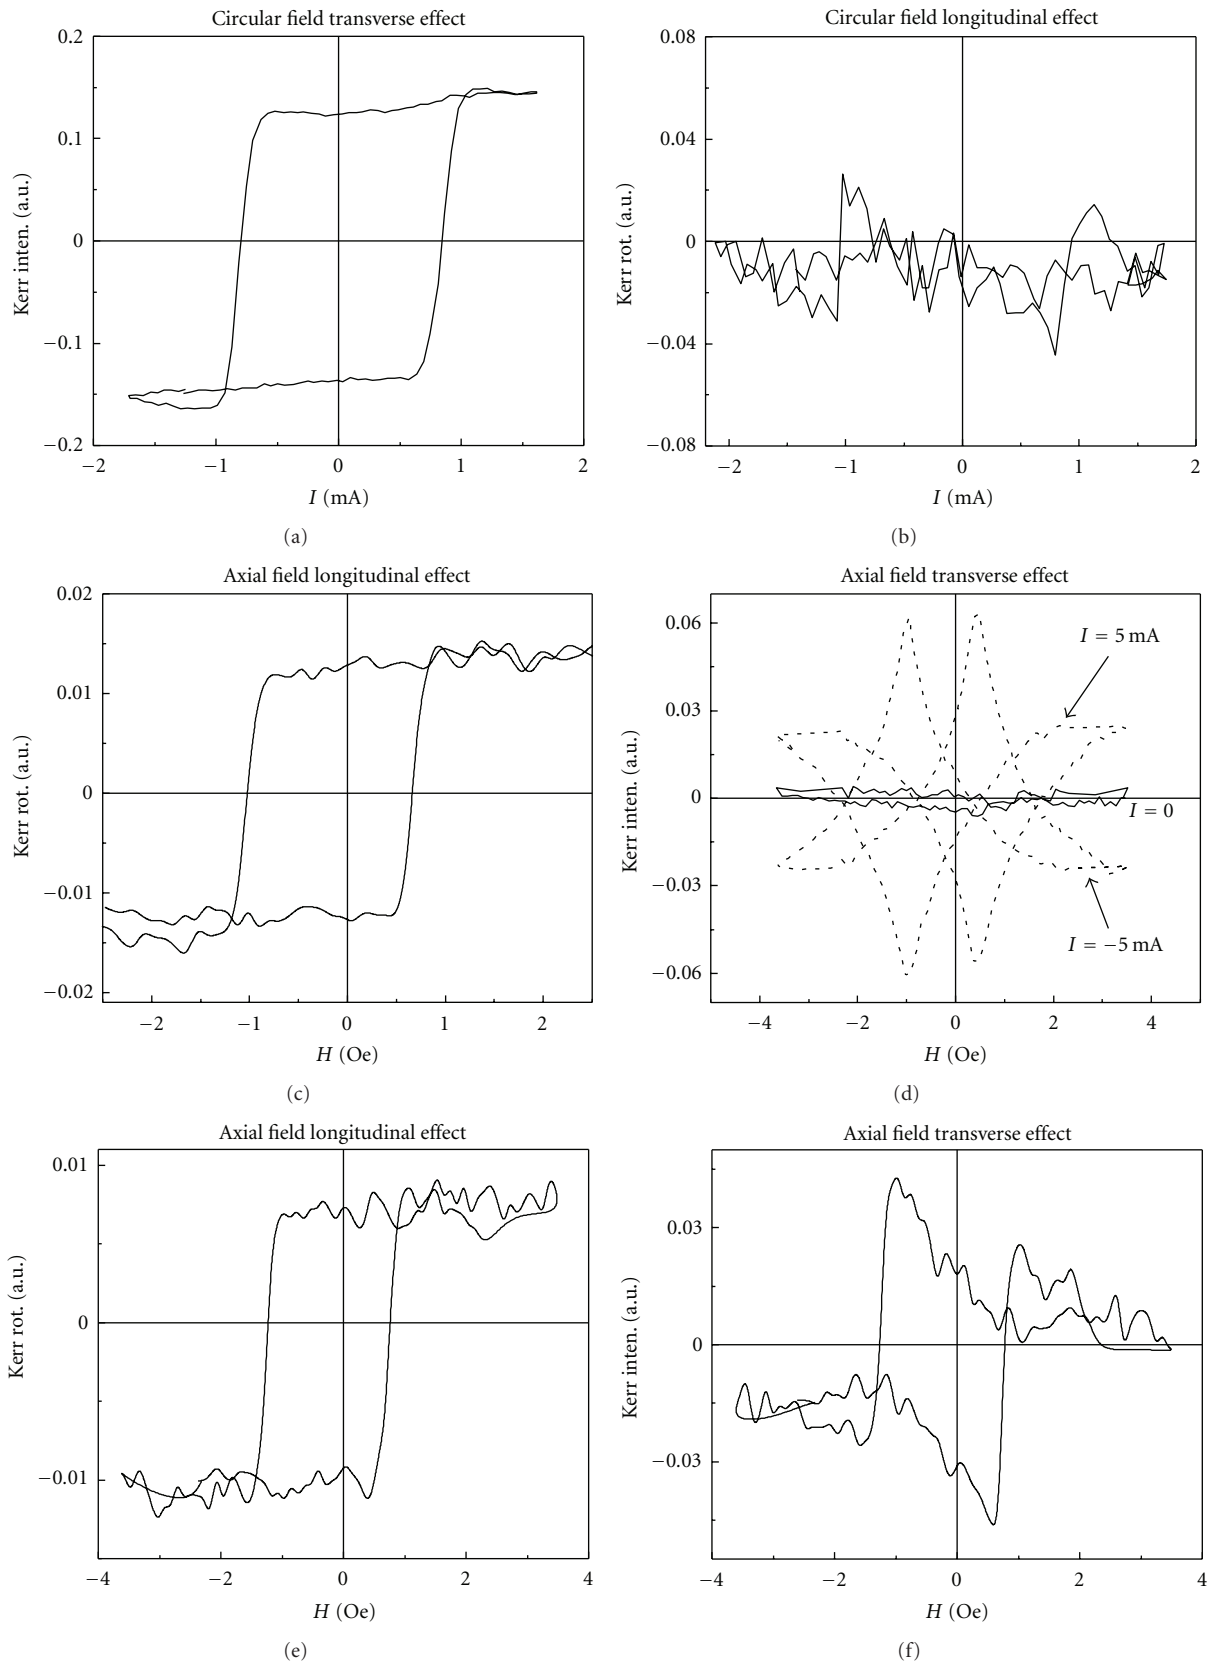 Circular field transverse effect
0.2
0.1
0
−0.1
−0.2
Kerr inten. (a.u.)
−2
−1
0
1
2
I (mA)
(a)
Circular field longitudinal effect
0.08
0.04
0
−0.04
−0.08
Kerr rot. (a.u.)
−2
−1
0
1
2
I (mA)
(b)
Axial field longitudinal effect
0.02
0.01
0
−0.01
−0.02
Kerr rot. (a.u.)
−2
−1
0
1
2
H (Oe)
(c)
Axial field transverse effect
0.06
0.03
0
−0.03
−0.06
Kerr inten. (a.u.)
I = 5 mA
I = 0
I = −5 mA
−4
−2
0
2
4
H (Oe)
(d)
Axial field longitudinal effect
0.01
0
−0.01
Kerr rot. (a.u.)
−4
−2
0
2
4
H (Oe)
(e)
Axial field transverse effect
0.03
0
−0.03
Kerr inten. (a.u.)
−4
−2
0
2
4
H (Oe)
(f)